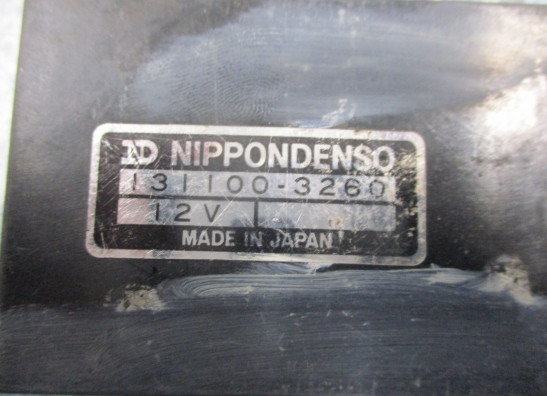 ND NIPPONDENSO
131100-3260
12V
MADE IN JAPAN